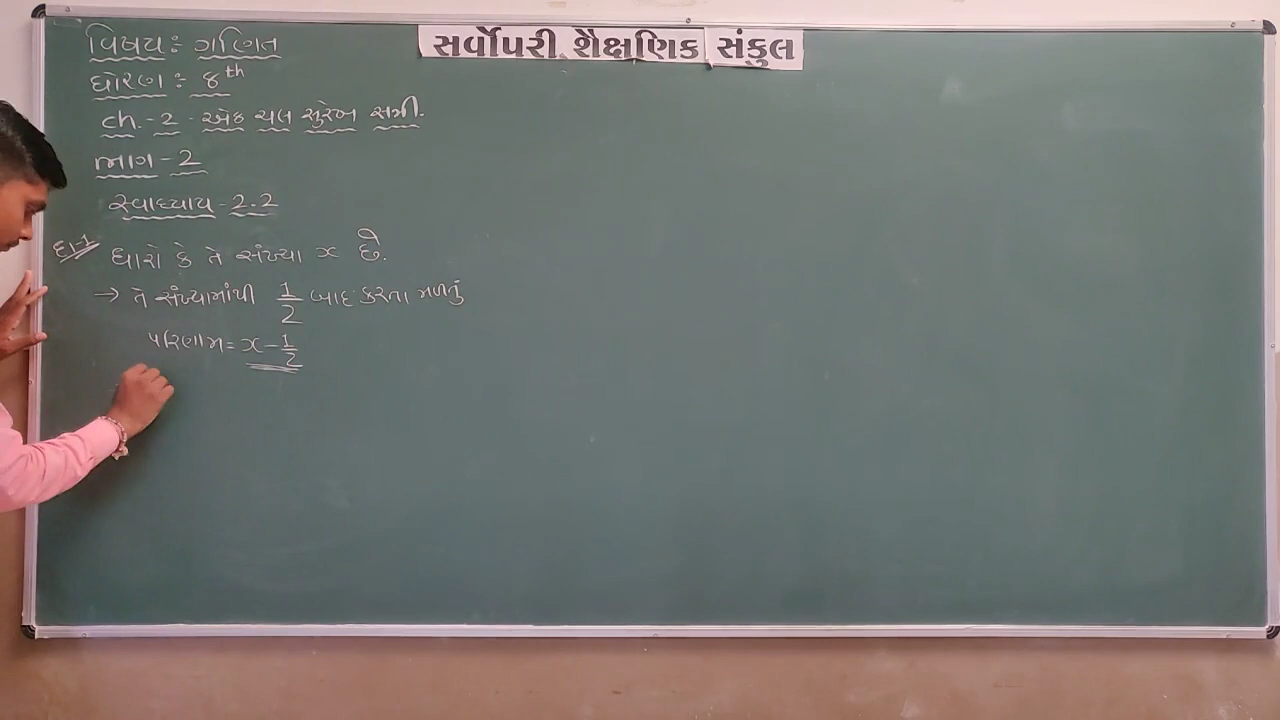 સર્વોપરી શૈક્ષણિક સંકુલ
વિષય : ગણિત
ધોરણ : 8th
ch. - 2 - એક ચલ સુરેખ સમી.
ભાગ - 2
સ્વાધ્યાય - 2.2
દા-1 ધારો કે તે સંખ્યા x છે.
→ તે સંખ્યામાંથી 1/2 બાદ કરતા મળતું
પરિણામ = x - 1/2